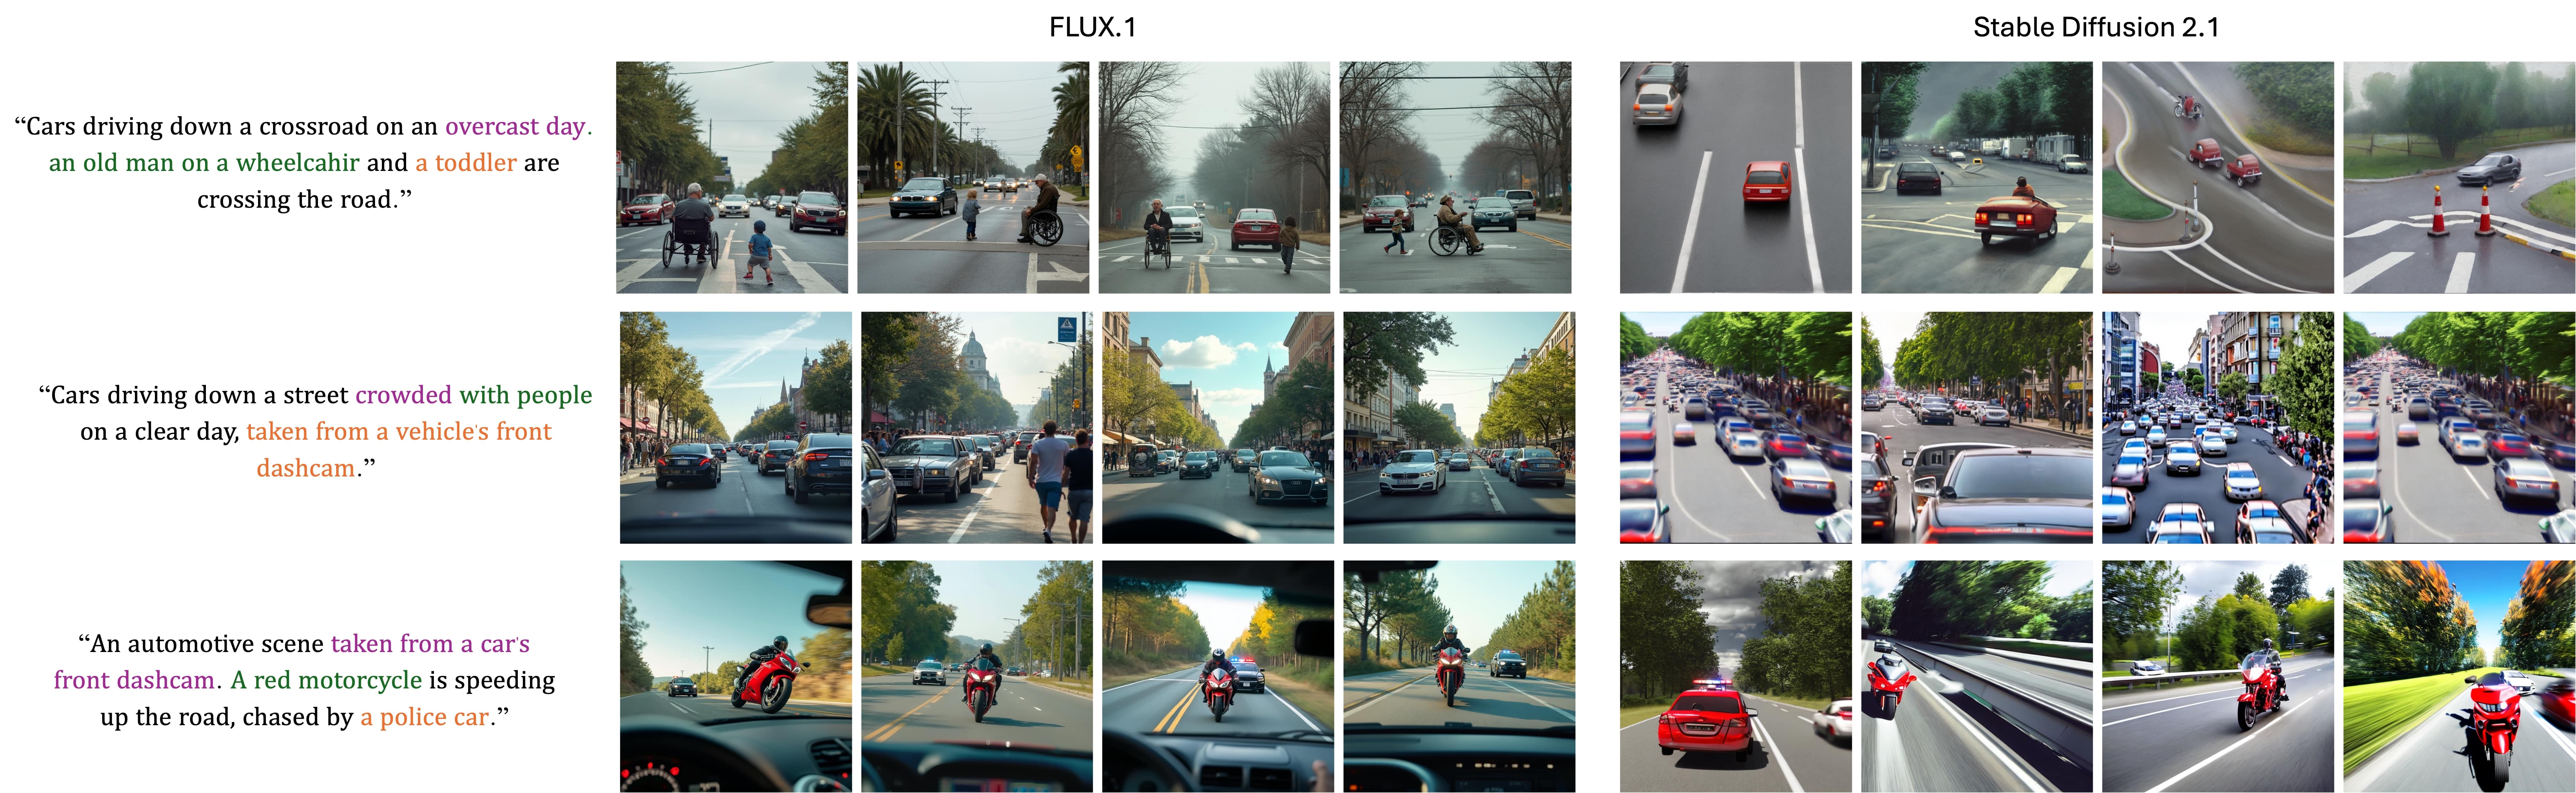 FLUX.1
Stable Diffusion 2.1
“Cars driving down a crossroad on an overcast day.
an old man on a wheelcahir and a toddler are
crossing the road.”
“Cars driving down a street crowded with people
on a clear day, taken from a vehicle's front
dashcam.”
“An automotive scene taken from a car's
front dashcam. A red motorcycle is speeding
up the road, chased by a police car.”